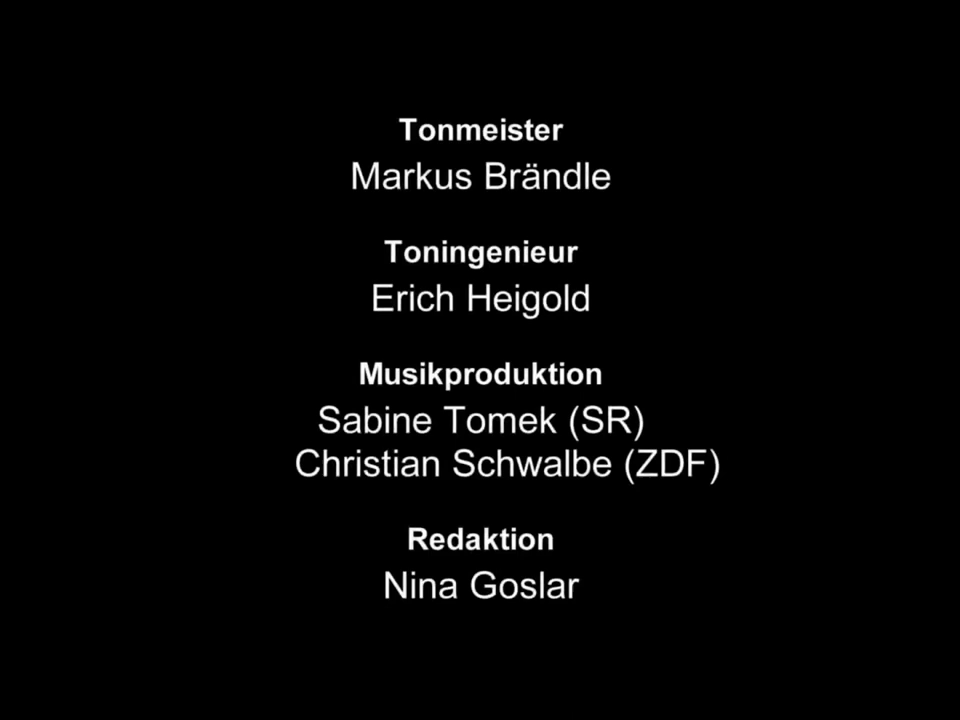 Tonmeister
Markus Brändle
Toningenieur
Erich Heigold
Musikproduktion
Sabine Tomek (SR)
Christian Schwalbe (ZDF)
Redaktion
Nina Goslar